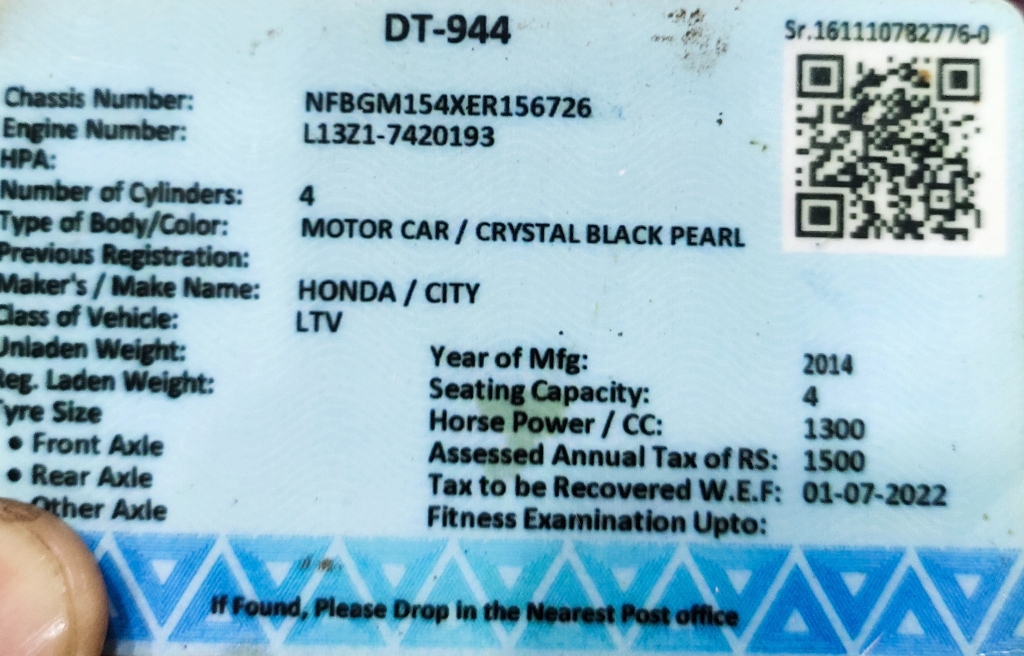 DT-944
Sr.161110782776-0
Chassis Number: NFBGM154XER156726
Engine Number: L13Z1-7420193
HPA:
Number of Cylinders: 4
Type of Body/Color: MOTOR CAR / CRYSTAL BLACK PEARL
Previous Registration:
Maker's / Make Name: HONDA / CITY
Class of Vehicle: LTV
Unladen Weight:
Reg. Laden Weight:
Tyre Size
• Front Axle
• Rear Axle
Other Axle
Year of Mfg: 2014
Seating Capacity: 4
Horse Power / CC: 1300
Assessed Annual Tax of RS: 1500
Tax to be Recovered W.E.F: 01-07-2022
Fitness Examination Upto:
If Found, Please Drop in the Nearest Post office